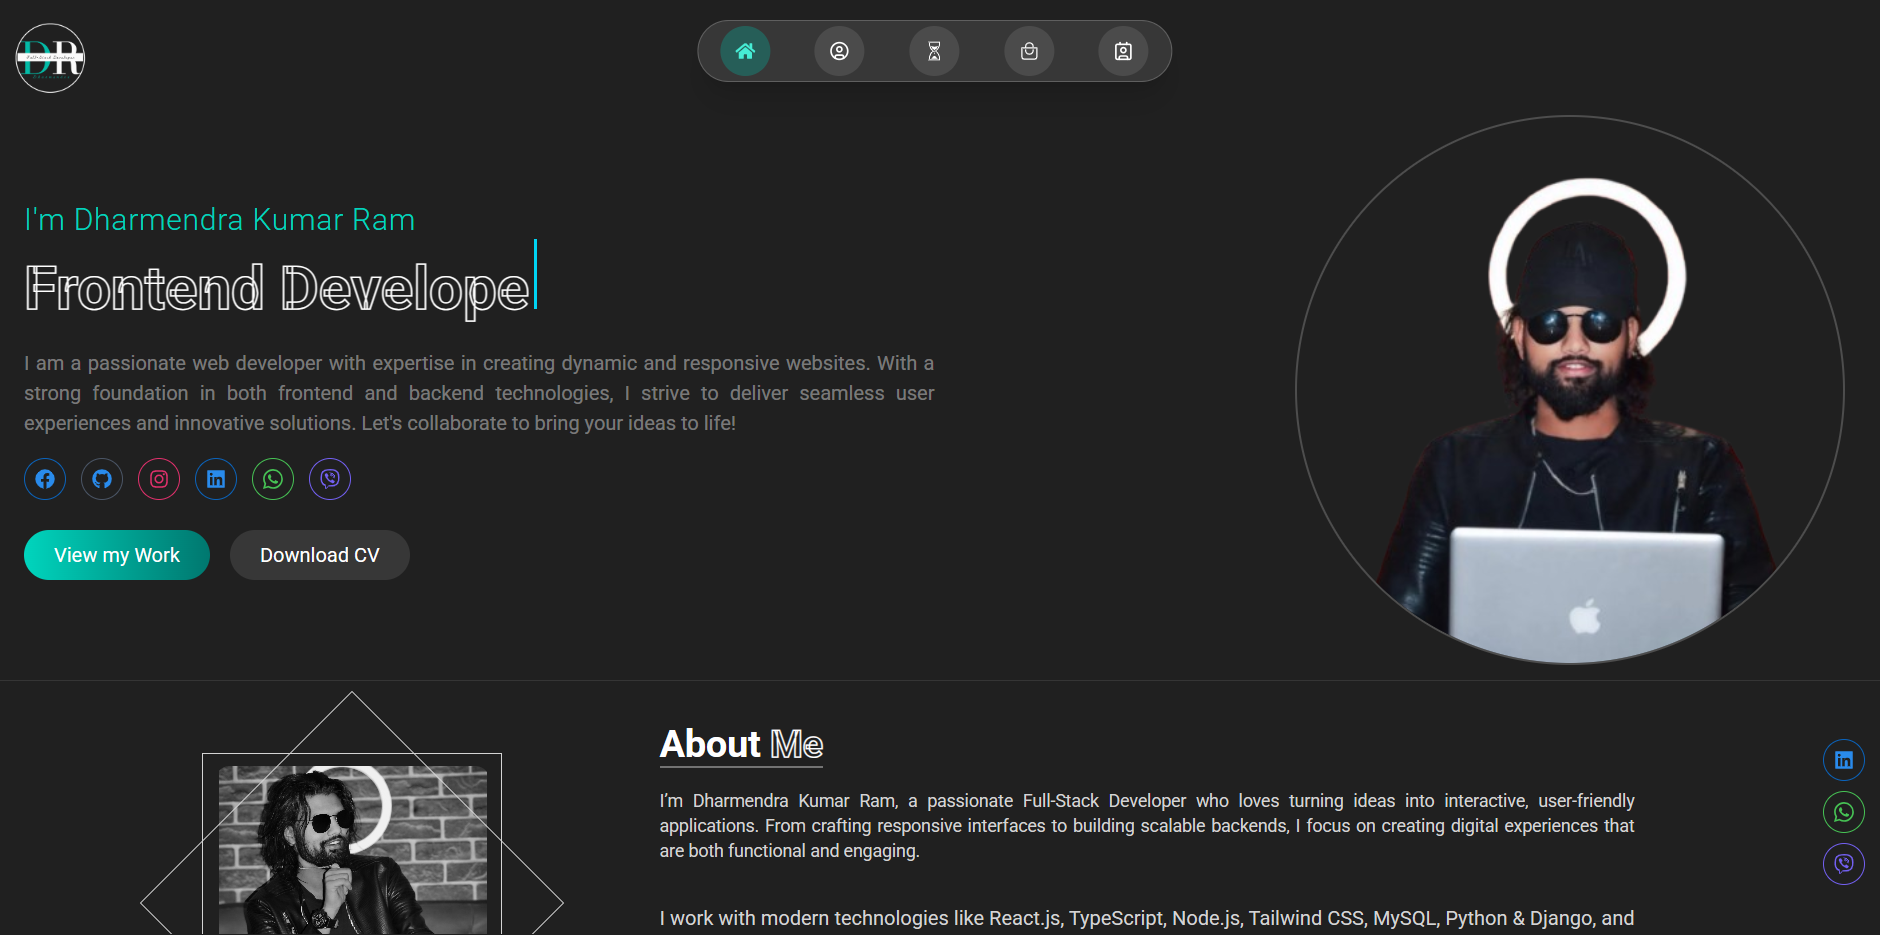 DR
Full-Stack Developer
I'm Dharmendra Kumar Ram
Frontend Develope
I am a passionate web developer with expertise in creating dynamic and responsive websites. With a
strong foundation in both frontend and backend technologies, I strive to deliver seamless user
experiences and innovative solutions. Let's collaborate to bring your ideas to life!
View my Work
Download CV
About Me
I’m Dharmendra Kumar Ram, a passionate Full-Stack Developer who loves turning ideas into interactive, user-friendly
applications. From crafting responsive interfaces to building scalable backends, I focus on creating digital experiences that
are both functional and engaging.
I work with modern technologies like React.js, TypeScript, Node.js, Tailwind CSS, MySQL, Python & Django, and